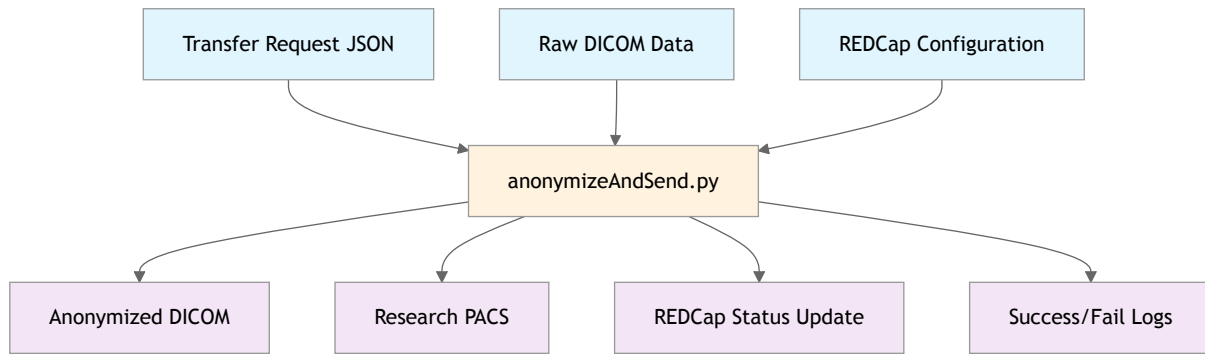 Transfer Request JSON
Raw DICOM Data
REDCap Configuration
anonymizeAndSend.py
Anonymized DICOM
Research PACS
REDCap Status Update
Success/Fail Logs